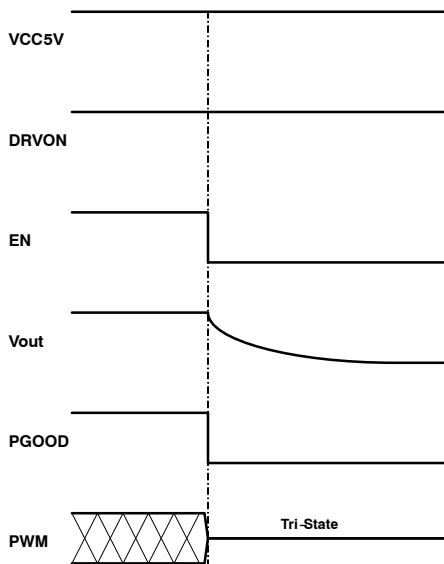 VCC5V
DRVON
EN
Vout
PGOOD
Tri-State
PWM